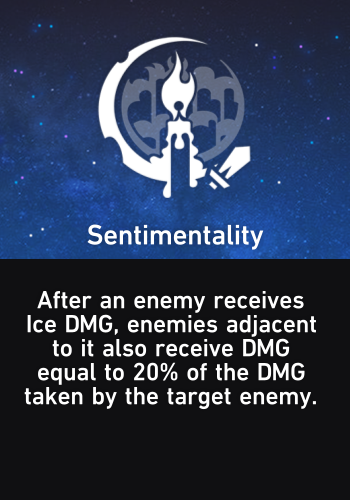 Sentimentality
After an enemy receives
Ice DMG, enemies adjacent
to it also receive DMG
equal to 20% of the DMG
taken by the target enemy.